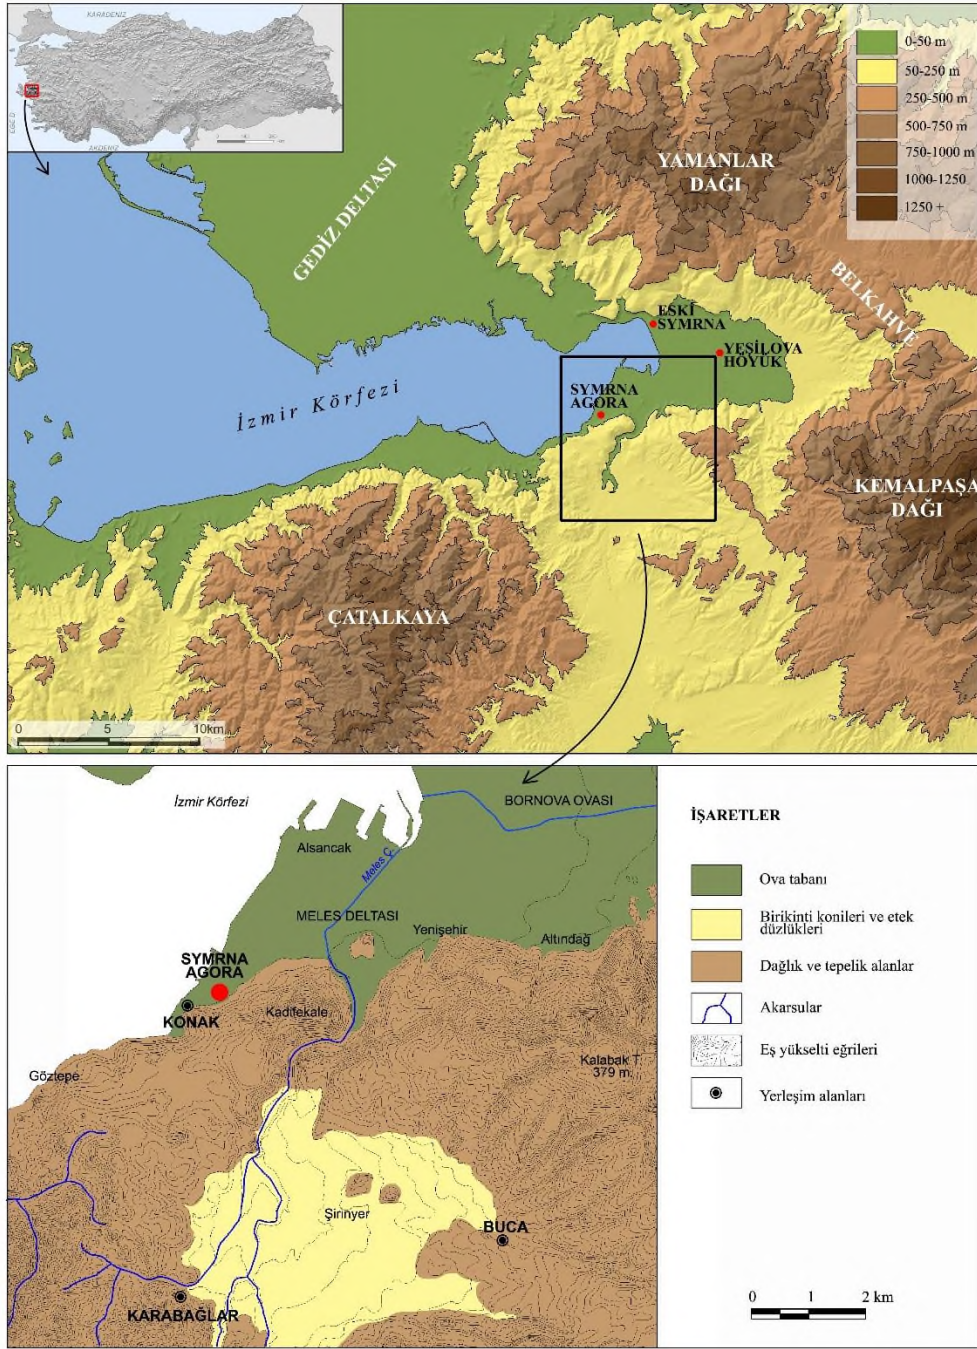 KARADENİZ
EGE D.
AKDENİZ
0-50 m
50-250 m
250-500 m
500-750 m
750-1000 m
1000-1250
1250 +
YAMANLAR
DAĞI
GEDİZ DELTASI
BELKAHVE
ESKİ
SYMRNA
YEŞİLOVA
HÖYÜK
SYMRNA
AGORA
İzmir Körfezi
KEMALPAŞA
DAĞI
ÇATALKAYA
0 5 10km
İzmir Körfezi
BORNOVA OVASI
Alsancak
Meles Ç.
MELES DELTASI
Yenişehir
Altındağ
SYMRNA
AGORA
KONAK
Kadifekale
Göztepe
Kalabak T.
379 m.
Şirinyer
BUCA
KARABAĞLAR
İŞARETLER
Ova tabanı
Birikinti konileri ve etek
düzlükleri
Dağlık ve tepelik alanlar
Akarsular
Eş yükselti eğrileri
Yerleşim alanları
0 1 2 km